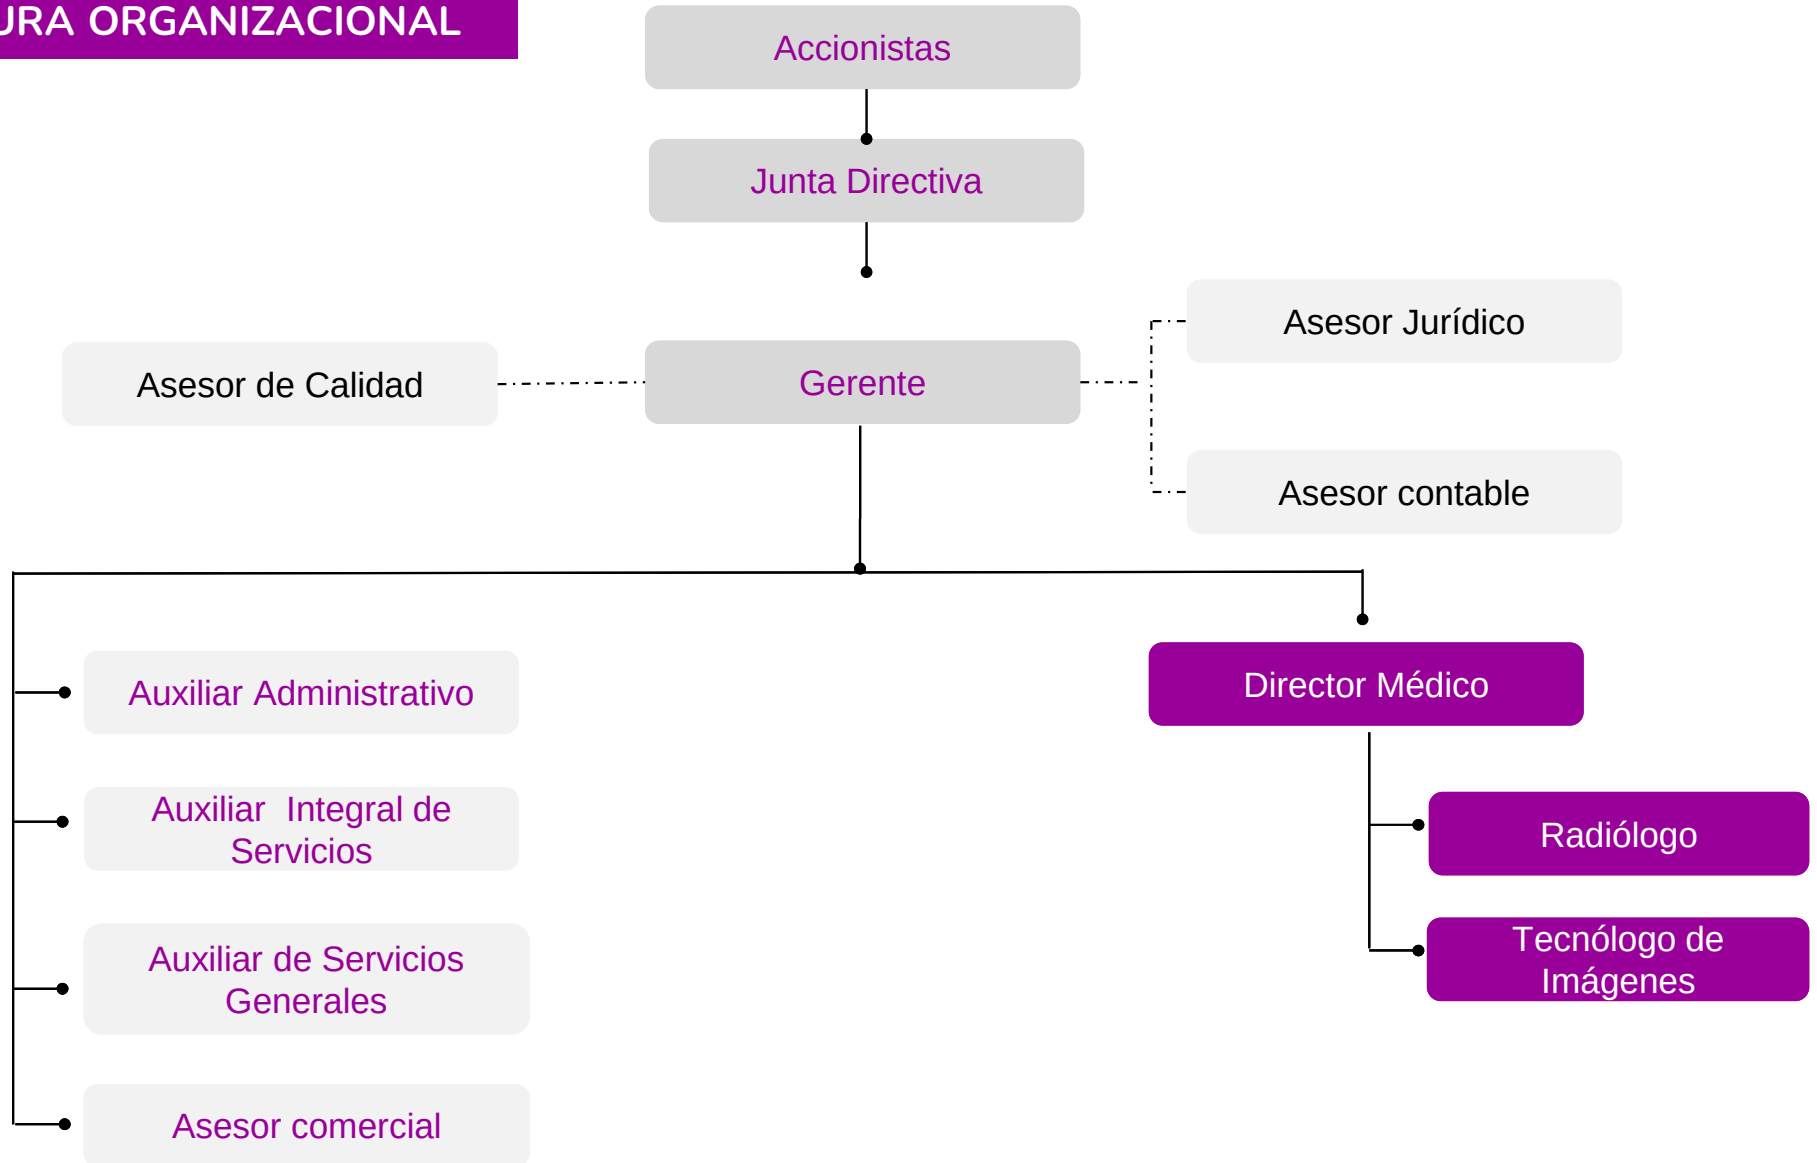 URA ORGANIZACIONAL
Accionistas
Junta Directiva
Asesor Jurídico
Asesor de Calidad
Gerente
Asesor contable
Auxiliar Administrativo
Director Médico
Auxiliar  Integral de
Servicios
Radiólogo
Auxiliar de Servicios
Generales
Tecnólogo de
Imágenes
Asesor comercial